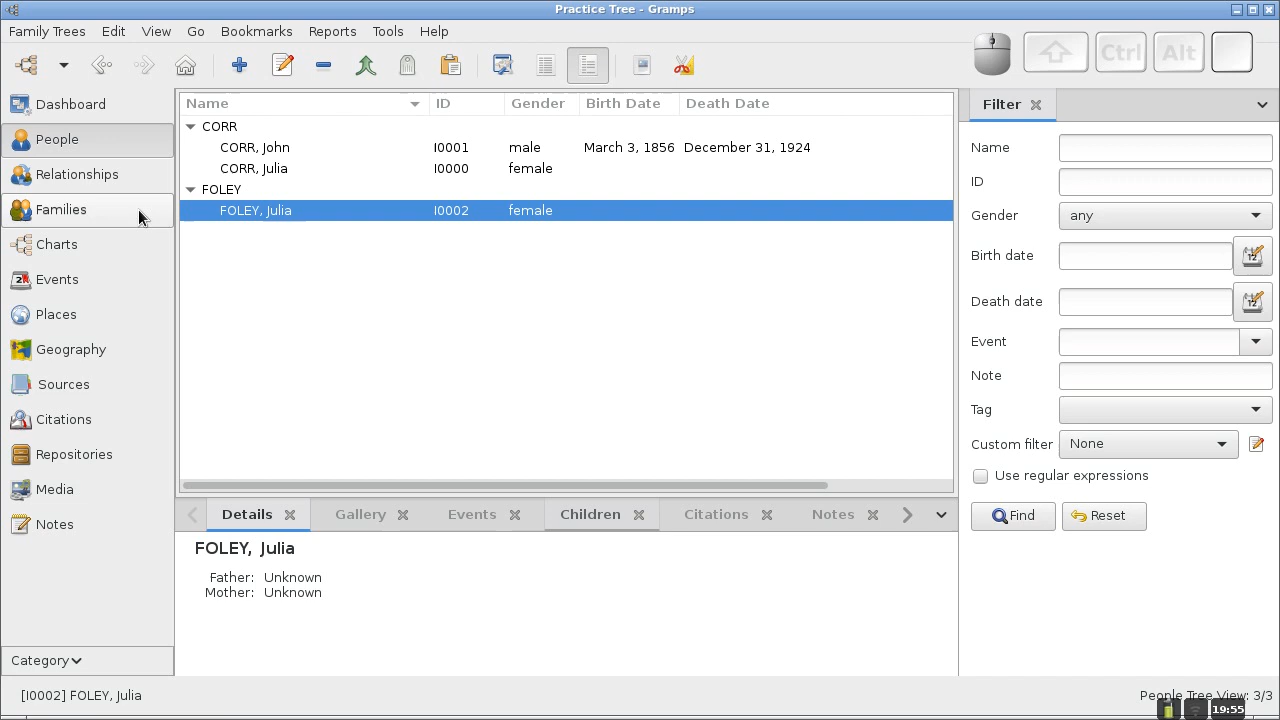 Practice Tree - Gramps
Family Trees Edit View Go Bookmarks Reports Tools Help
Ctrl Alt
Dashboard
People
Relationships
Families
Charts
Events
Places
Geography
Sources
Citations
Repositories
Media
Notes
Category
Name ID Gender Birth Date Death Date
CORR
CORR, John I0001 male March 3, 1856 December 31, 1924
CORR, Julia I0000 female
FOLEY
FOLEY, Julia I0002 female
Details Gallery Events Children Citations Notes
FOLEY, Julia
Father: Unknown
Mother: Unknown
Filter
Name
ID
Gender any
Birth date
Death date
Event
Note
Tag
Custom filter None
Use regular expressions
Find Reset
[I0002] FOLEY, Julia
People Tree View: 3/3
19:55